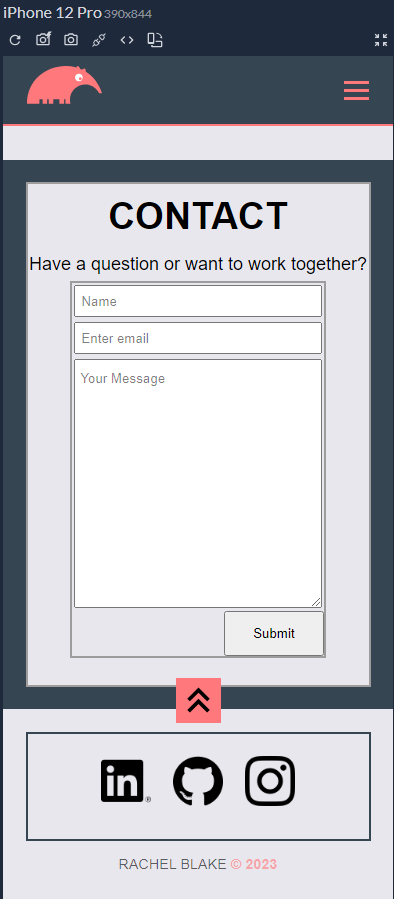 iPhone 12 Pro 390x844
CONTACT
Have a question or want to work together?
Name
Enter email
Your Message
Submit
in ®
RACHEL BLAKE © 2023